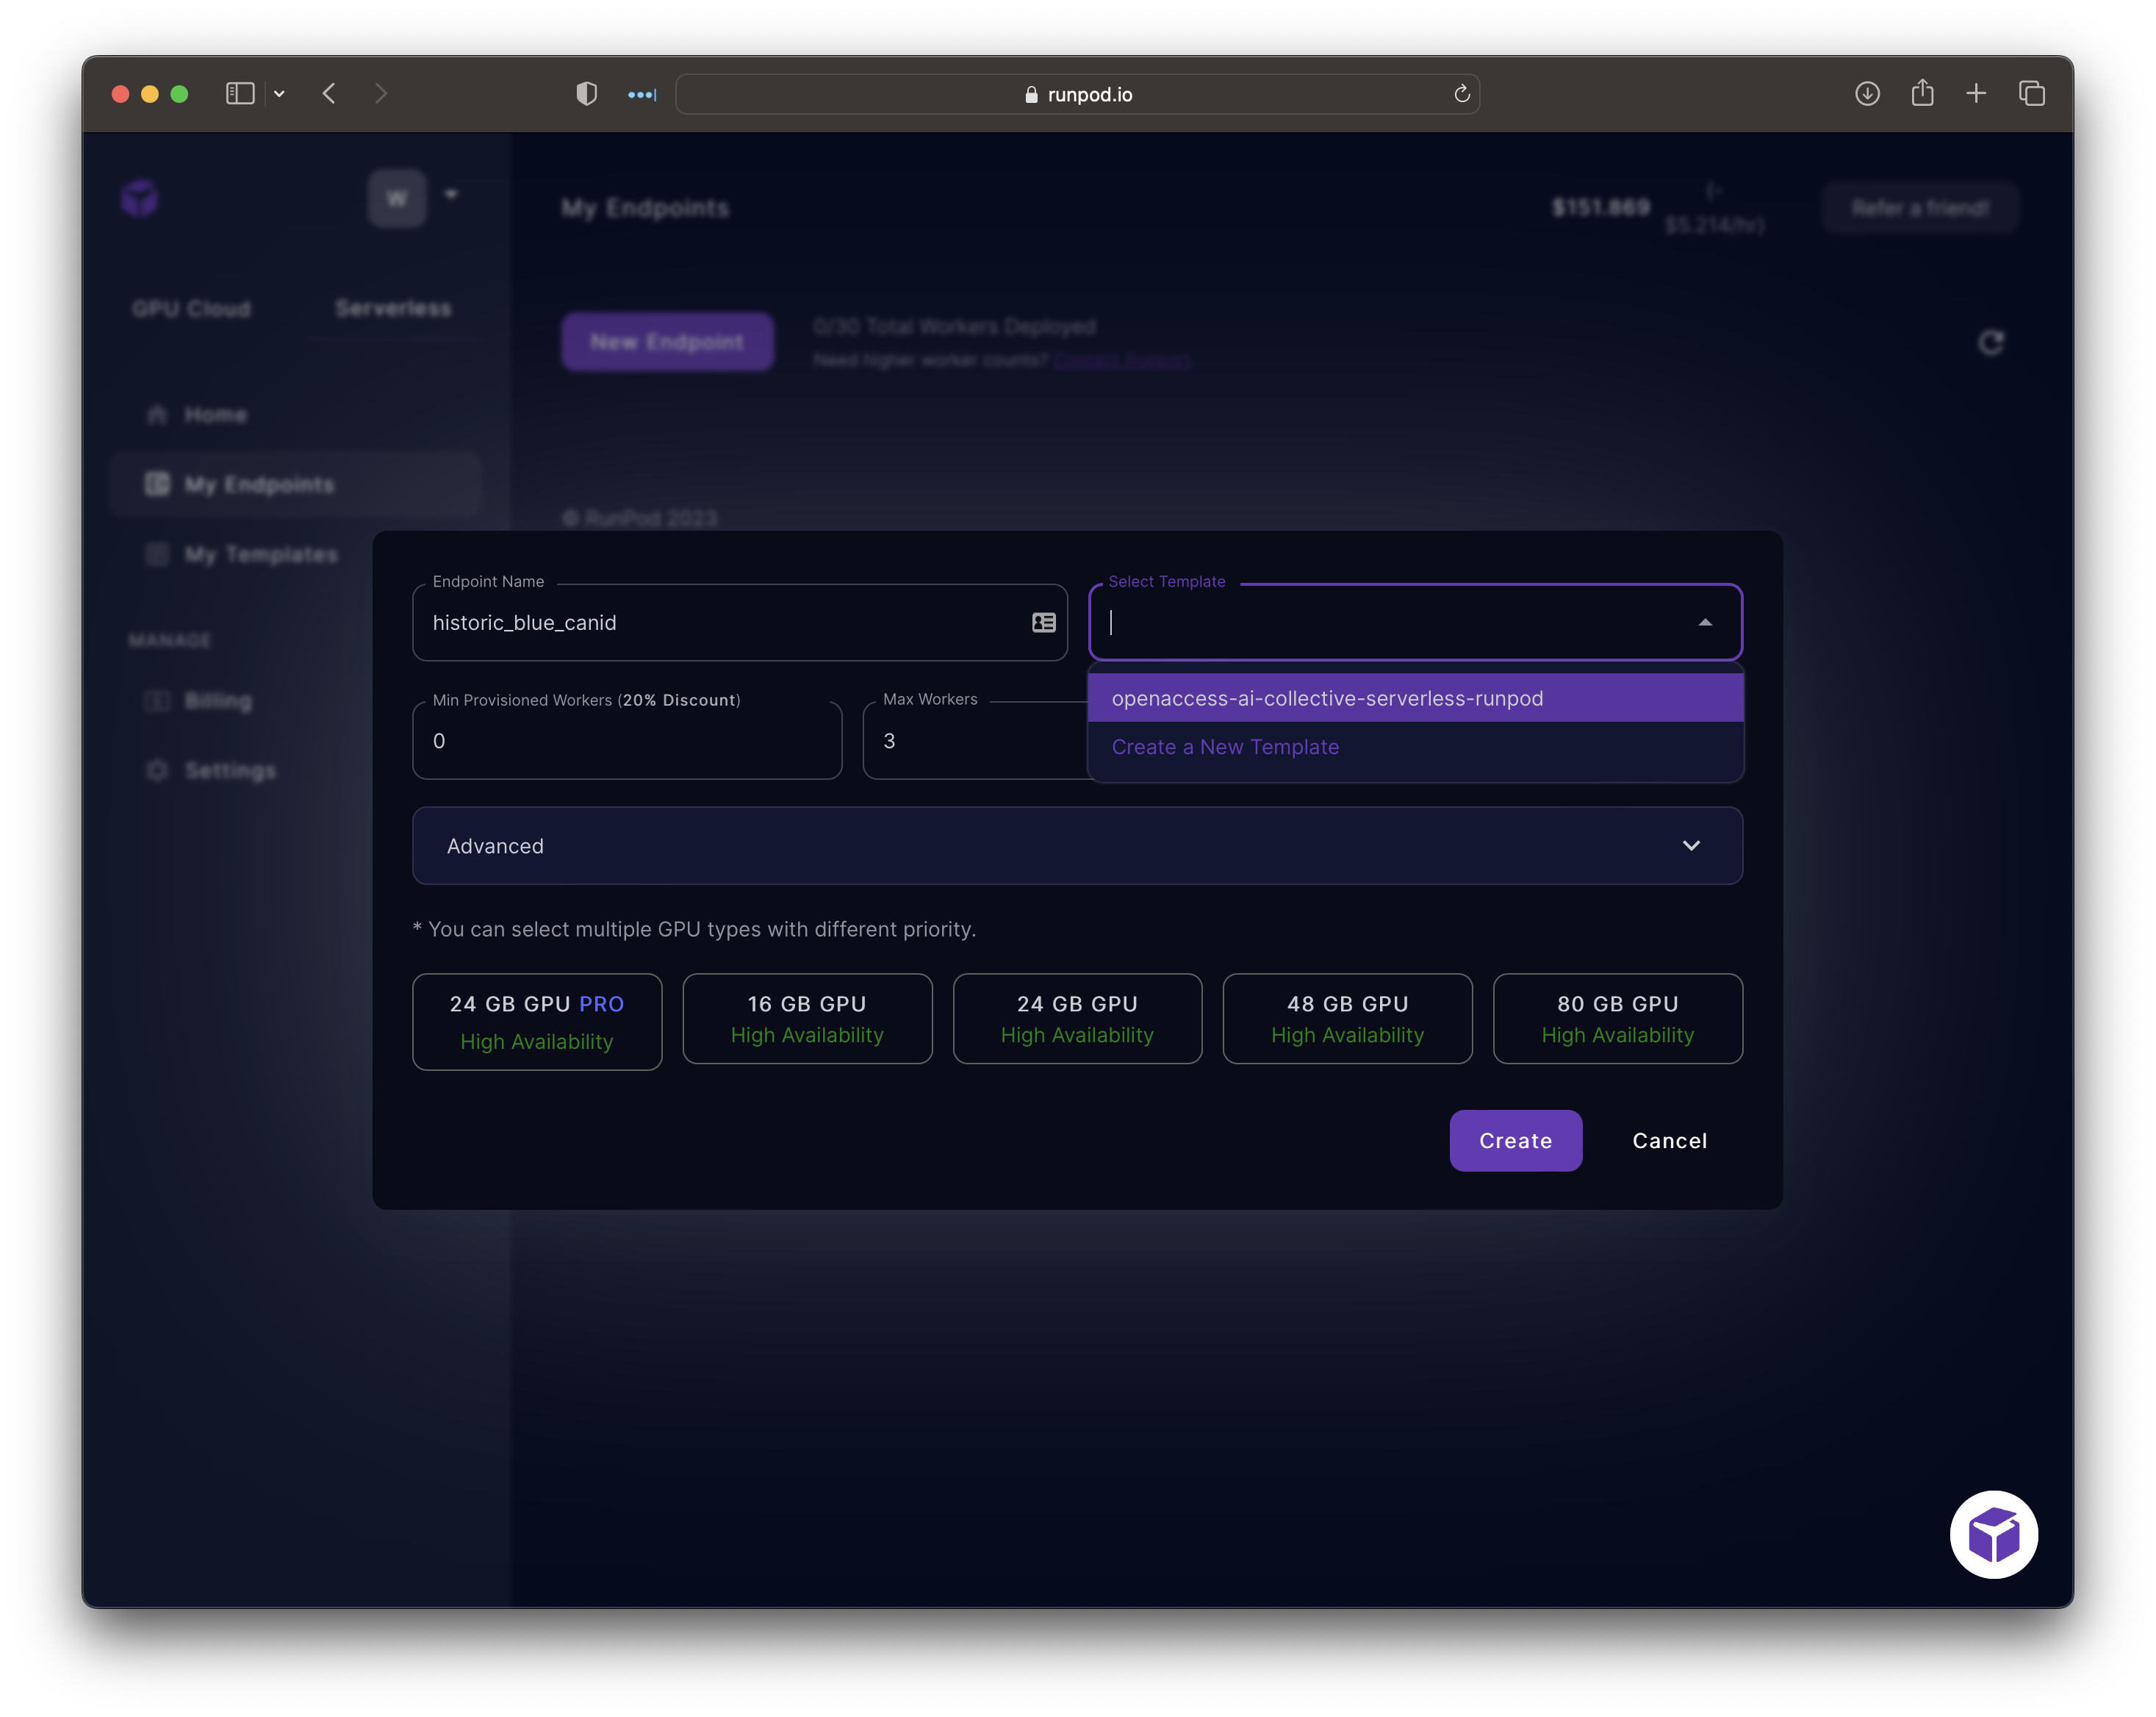 runpod.io
W
My Endpoints
$151.869
(-
$5.214/hr)
Refer a friend!
GPU Cloud
Serverless
New Endpoint
0/30 Total Workers Deployed
Need higher worker counts? Contact Support
Home
My Endpoints
My Templates
MANAGE
Billing
Settings
© RunPod 2023
Endpoint Name
historic_blue_canid
Select Template
openaccess-ai-collective-serverless-runpod
Create a New Template
Min Provisioned Workers (20% Discount)
0
Max Workers
3
Advanced
* You can select multiple GPU types with different priority.
24 GB GPU PRO
High Availability
16 GB GPU
High Availability
24 GB GPU
High Availability
48 GB GPU
High Availability
80 GB GPU
High Availability
Create
Cancel